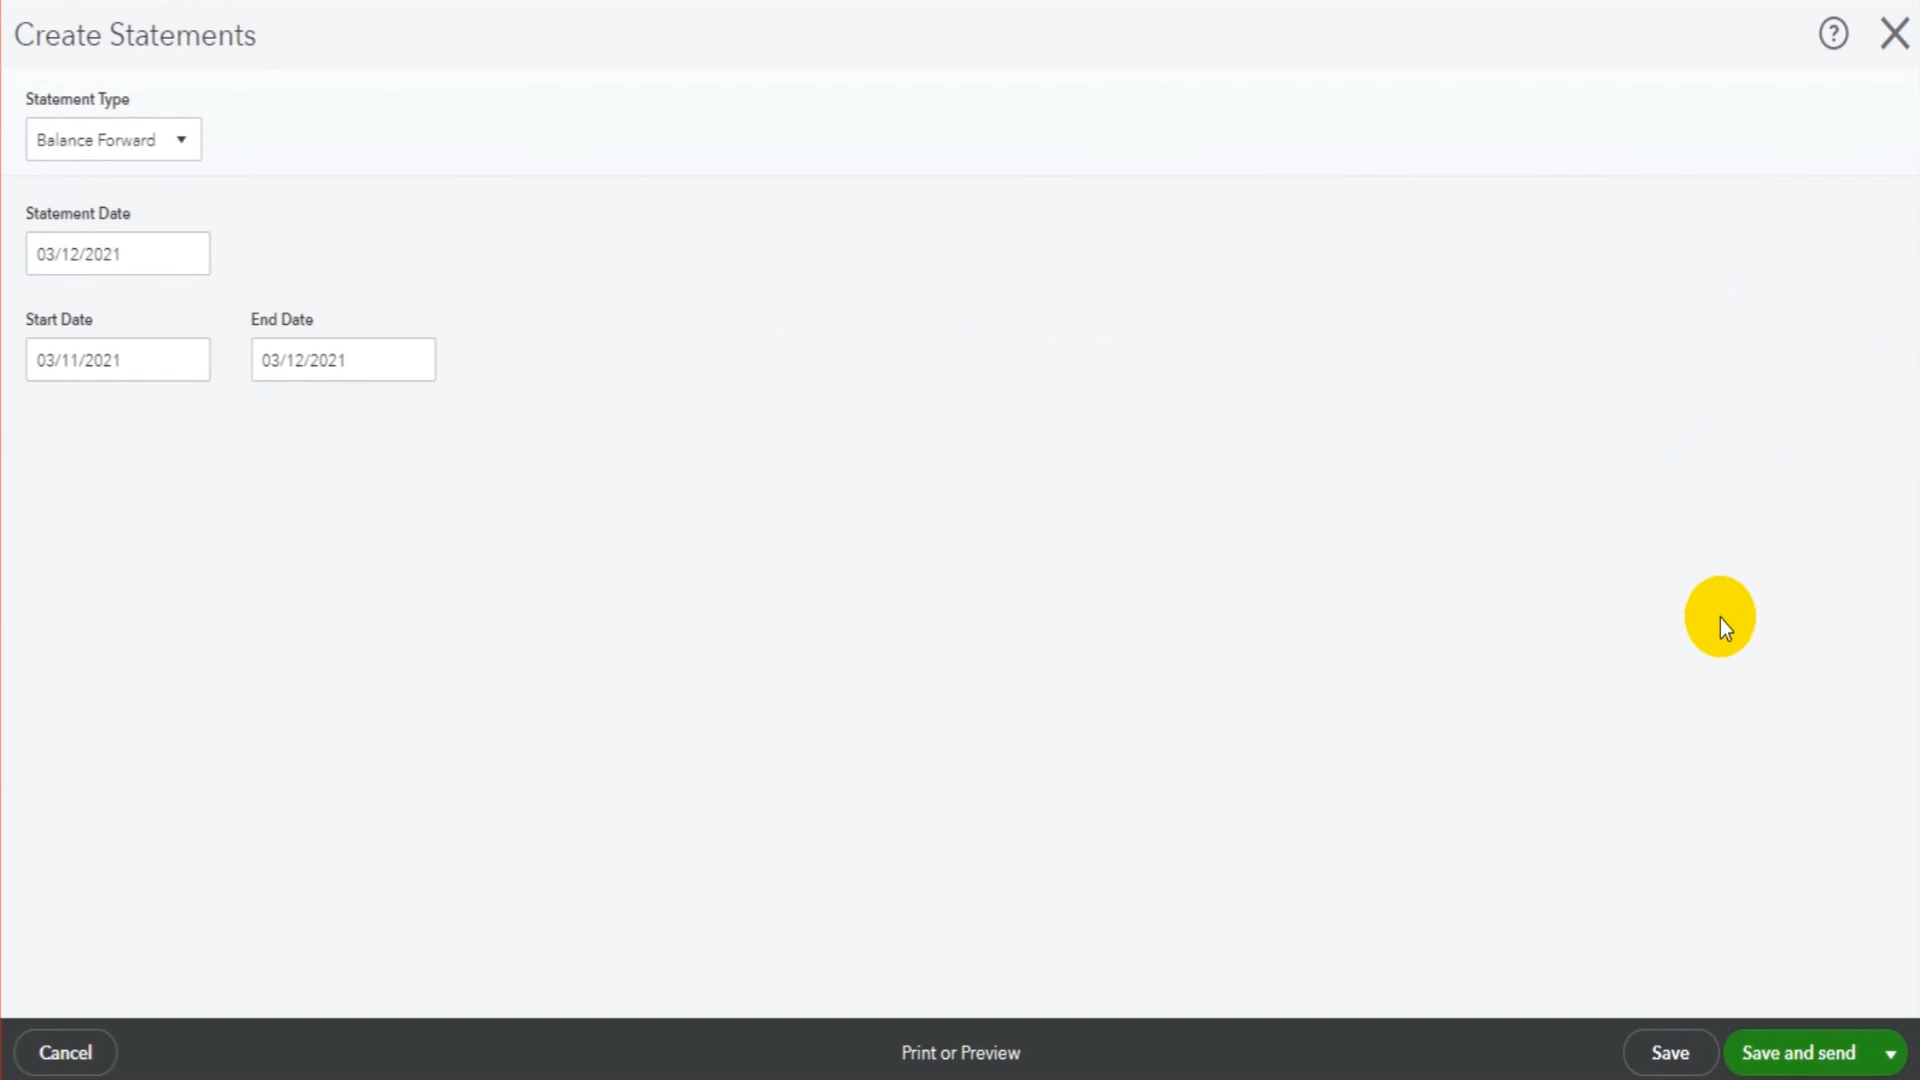 Create Statements
Statement Type
Balance Forward
Statement Date
03/12/2021
Start Date End Date
03/11/2021 03/12/2021
Cancel Print or Preview Save Save and send